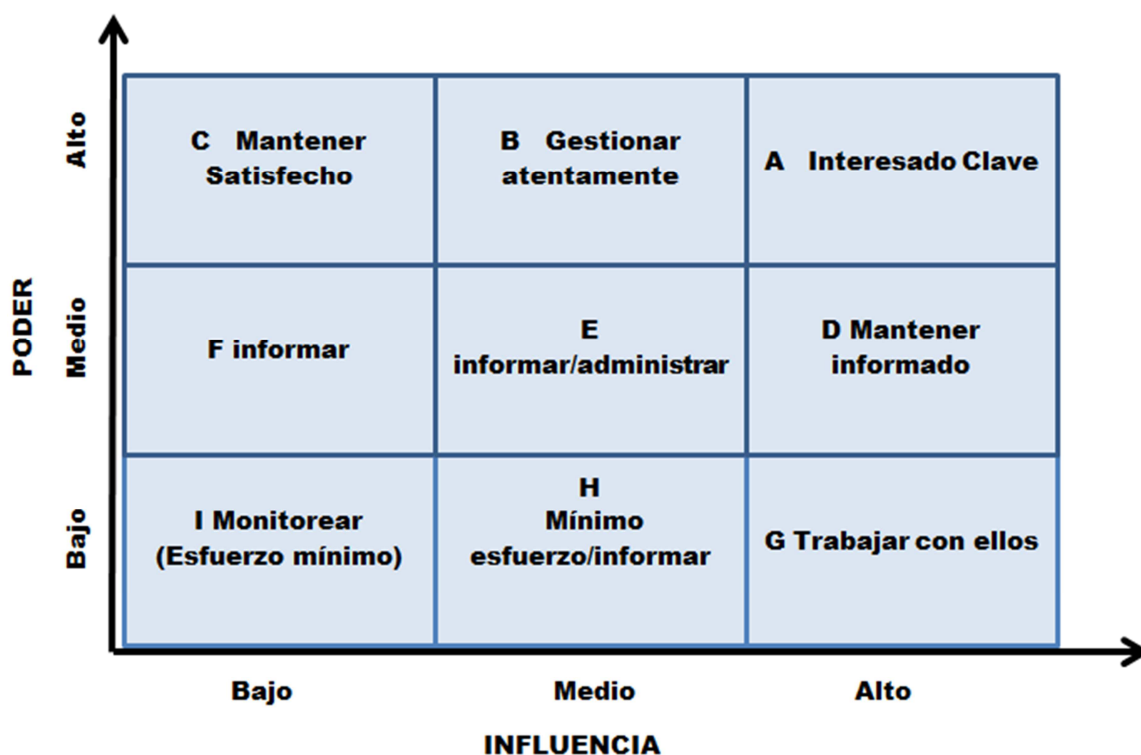 PODER
Alto
C Mantener
Satisfecho
B Gestionar
atentamente
A Interesado Clave
Medio
F informar
E
informar/administrar
D Mantener
informado
Bajo
I Monitorear
(Esfuerzo mínimo)
H
Mínimo
esfuerzo/informar
G Trabajar con ellos
Bajo
Medio
Alto
INFLUENCIA